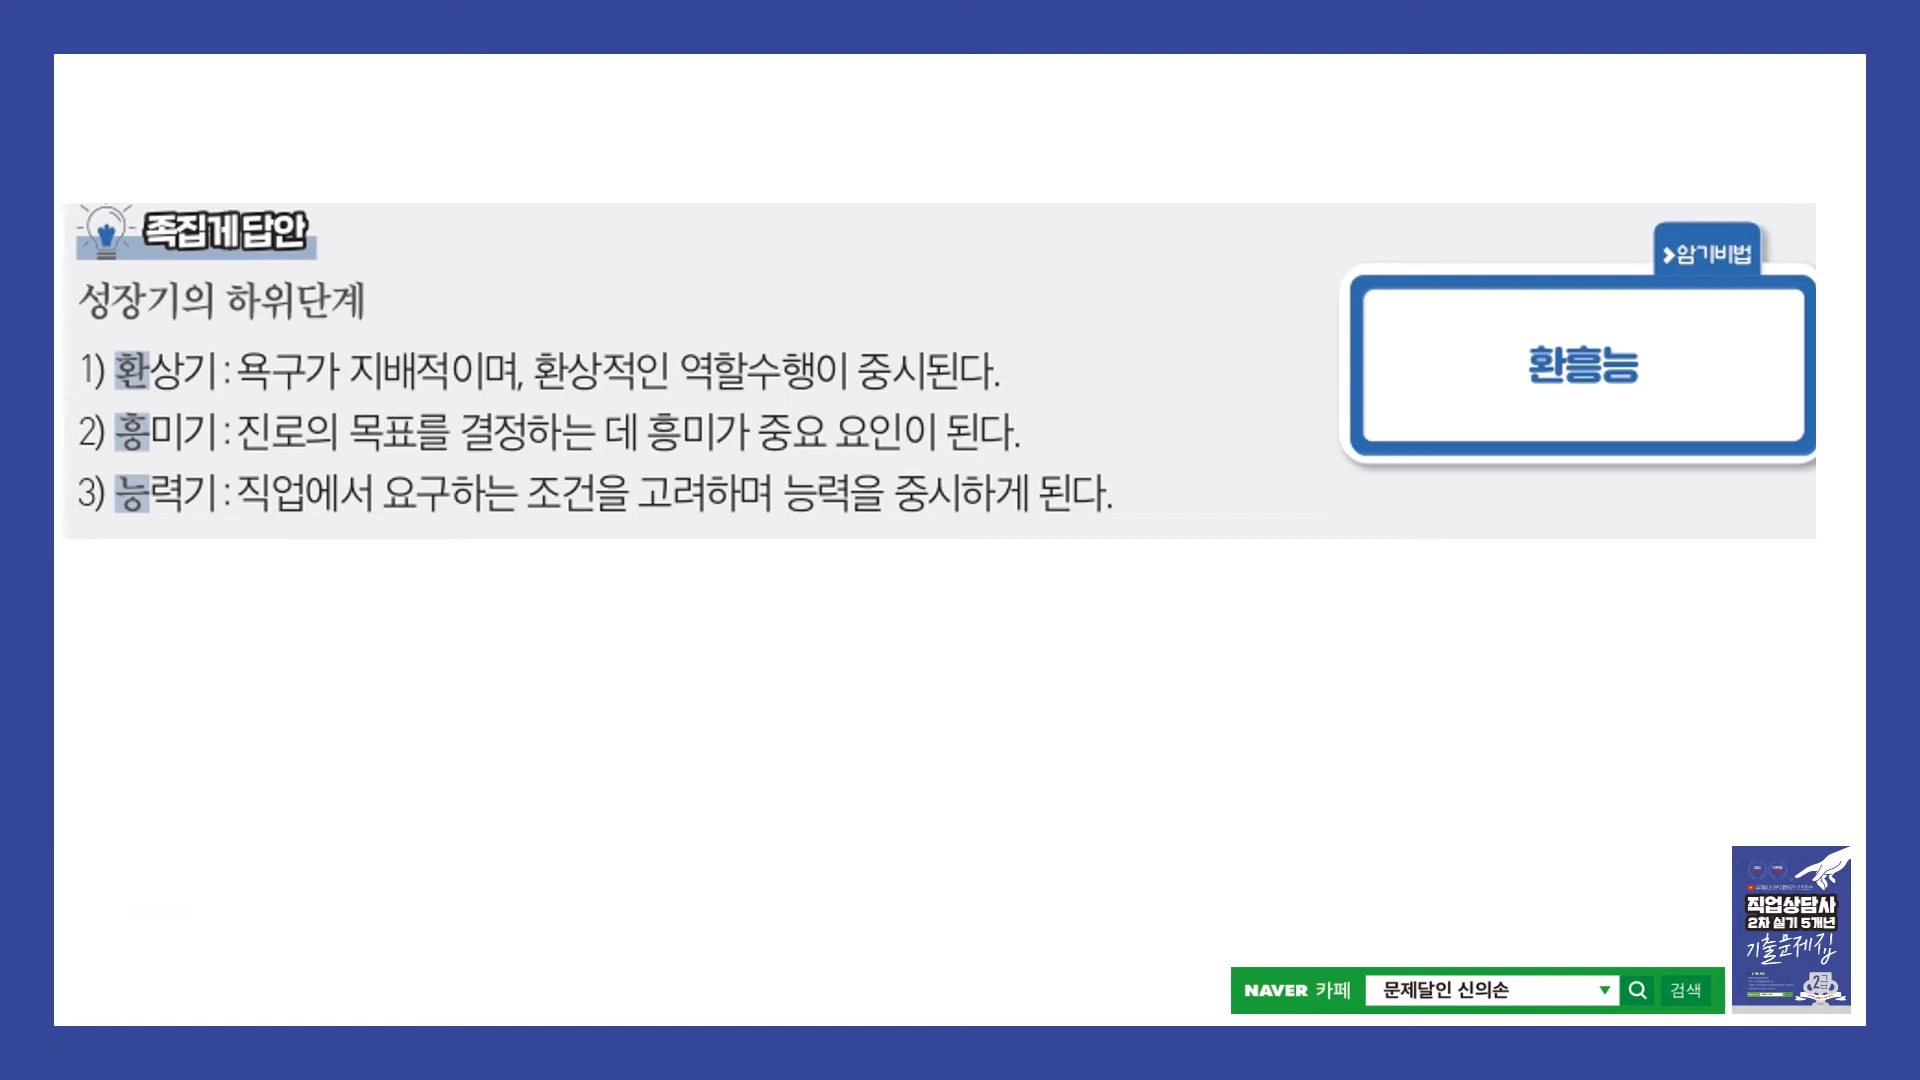 족집게 답안
>암기비법
성장기의 하위단계
환흥능
1) 환상기 : 욕구가 지배적이며, 환상적인 역할수행이 중시된다.
2) 흥미기 : 진로의 목표를 결정하는 데 흥미가 중요 요인이 된다.
3) 능력기 : 직업에서 요구하는 조건을 고려하며 능력을 중시하게 된다.
직업상담사
2차 실기 5개년
기출문제집
2급
NAVER 카페 문제달인 신의손 검색